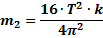 m₂ = (16 · T² · k) / (4π²)